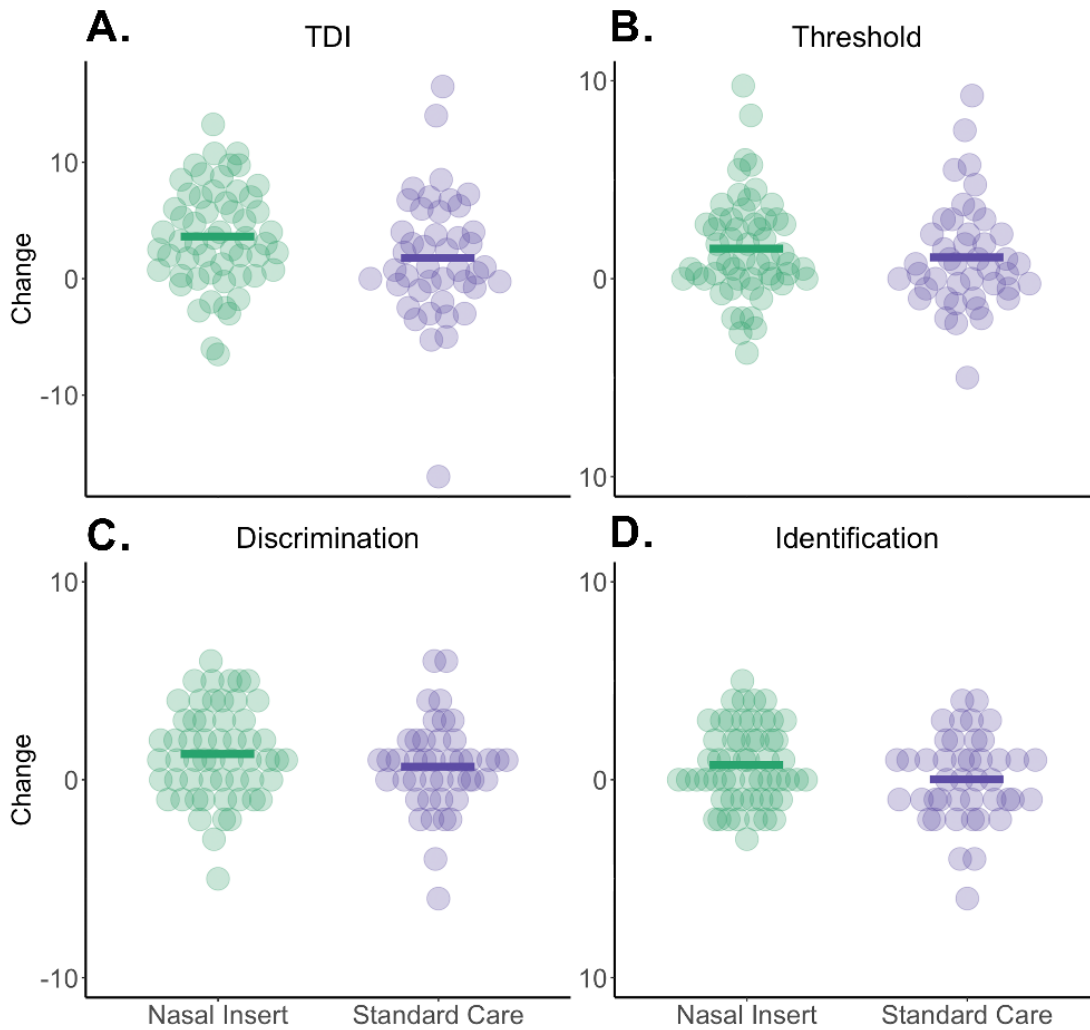 A.
TDI
B.
Threshold
Change
10
0
-10
10
0
10
C.
Discrimination
D.
Identification
Change
10
0
-10
10
0
10
Nasal Insert
Standard Care
Nasal Insert
Standard Care